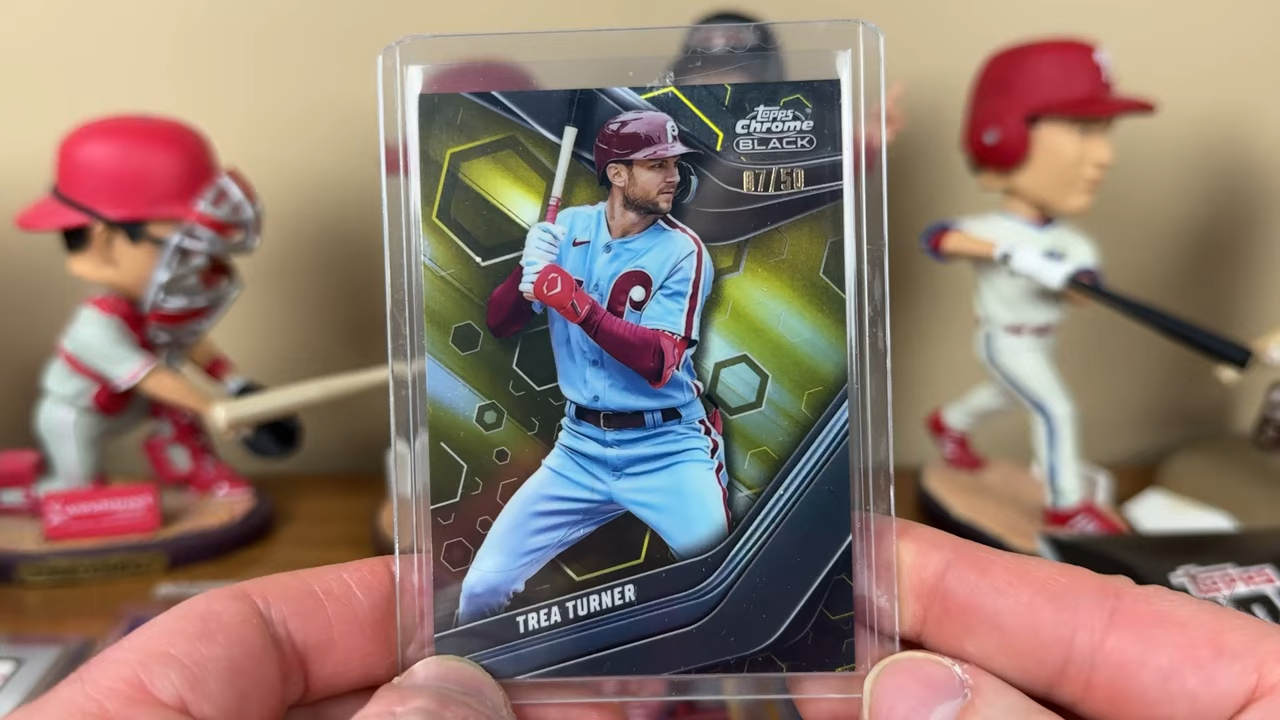 Topps
Chrome
BLACK
07/50
P
P
TREA TURNER